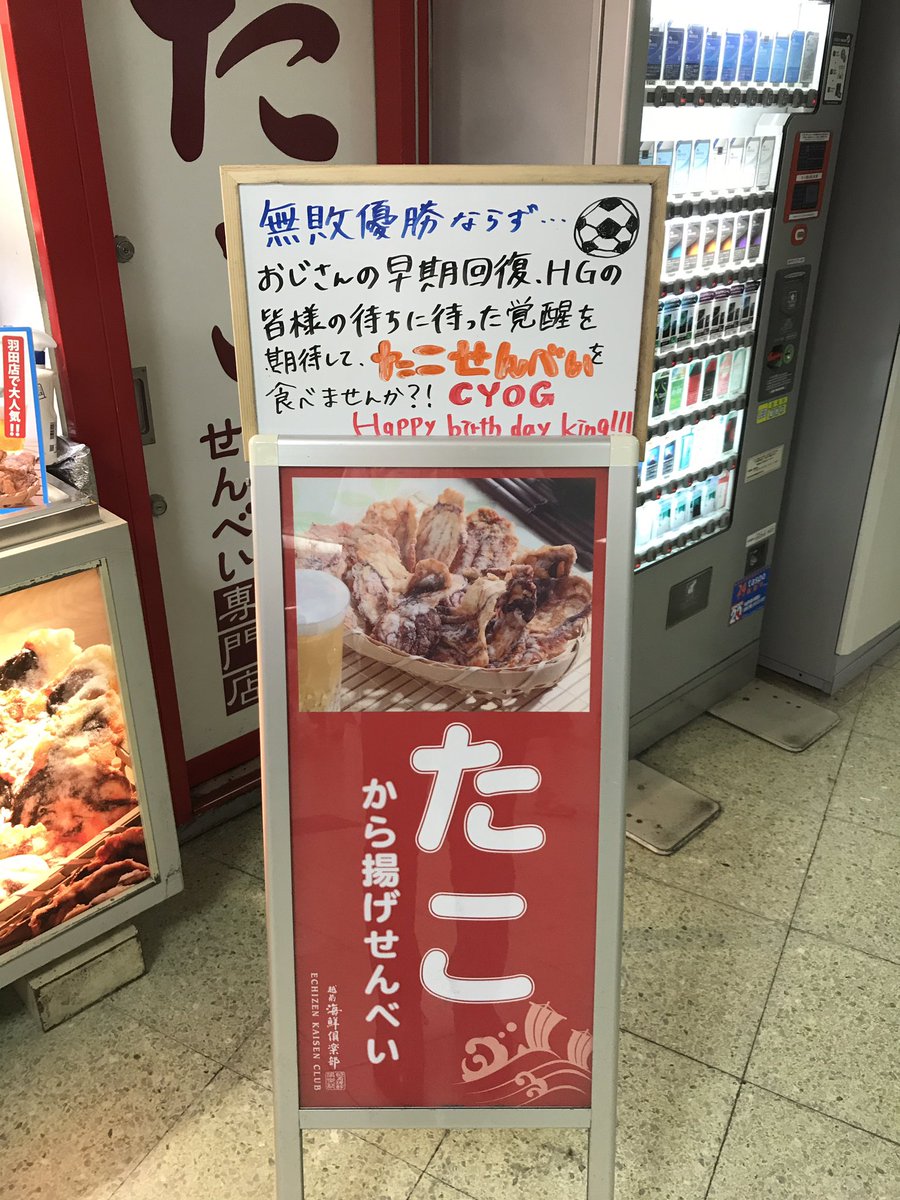 無敗優勝ならず…
おじさんの早期回復、HGの
皆様の待ちに待った覚醒を
期待して、たこせんべいを
食べませんか?! CYOG
Happy birth day king!!!
たこ
から揚げせんべい
越前 海鮮倶楽部
ECHIZEN KAISEN CLUB
た
せんべい専門店
羽田店で大人気!!
taspo